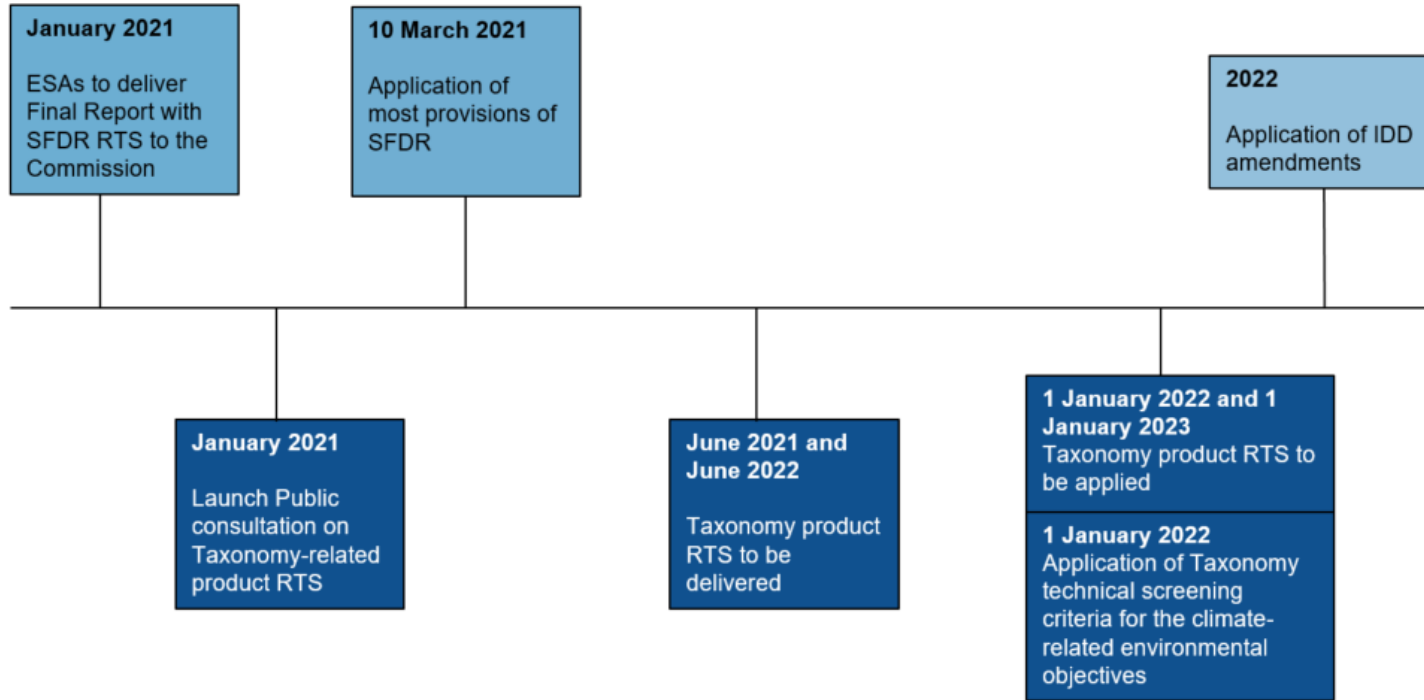 January 2021
ESAs to deliver
Final Report with
SFDR RTS to the
Commission
10 March 2021
Application of
most provisions of
SFDR
2022
Application of IDD
amendments
January 2021
Launch Public
consultation on
Taxonomy-related
product RTS
June 2021 and
June 2022
Taxonomy product
RTS to be
delivered
1 January 2022 and 1
January 2023
Taxonomy product RTS to
be applied
1 January 2022
Application of Taxonomy
technical screening
criteria for the climate-
related environmental
objectives